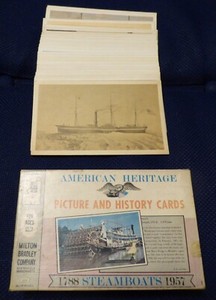 AMERICAN HERITAGE
PICTURE AND HISTORY CARDS
MILTON
BRADLEY
COMPANY
1788 STEAMBOATS 1957